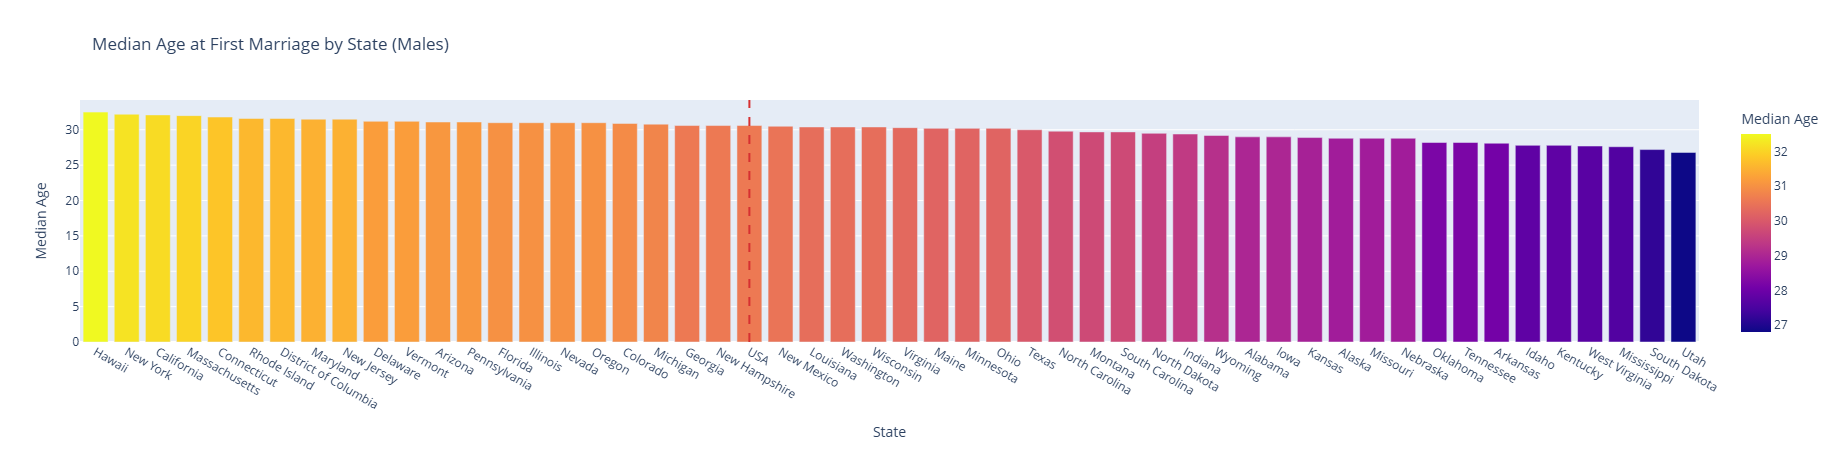 Median Age at First Marriage by State (Males)
Median Age
30
25
20
15
10
5
0
Hawaii
New York
California
Massachusetts
Connecticut
Rhode Island
District of Columbia
Maryland
New Jersey
Delaware
Vermont
Arizona
Pennsylvania
Florida
Illinois
Nevada
Oregon
Colorado
Michigan
Georgia
New Hampshire
USA
New Mexico
Louisiana
Washington
Wisconsin
Virginia
Maine
Minnesota
Ohio
Texas
North Carolina
Montana
South Carolina
North Dakota
Indiana
Wyoming
Alabama
Iowa
Kansas
Alaska
Missouri
Nebraska
Oklahoma
Tennessee
Arkansas
Idaho
Kentucky
West Virginia
Mississippi
South Dakota
Utah
State
Median Age
32
31
30
29
28
27